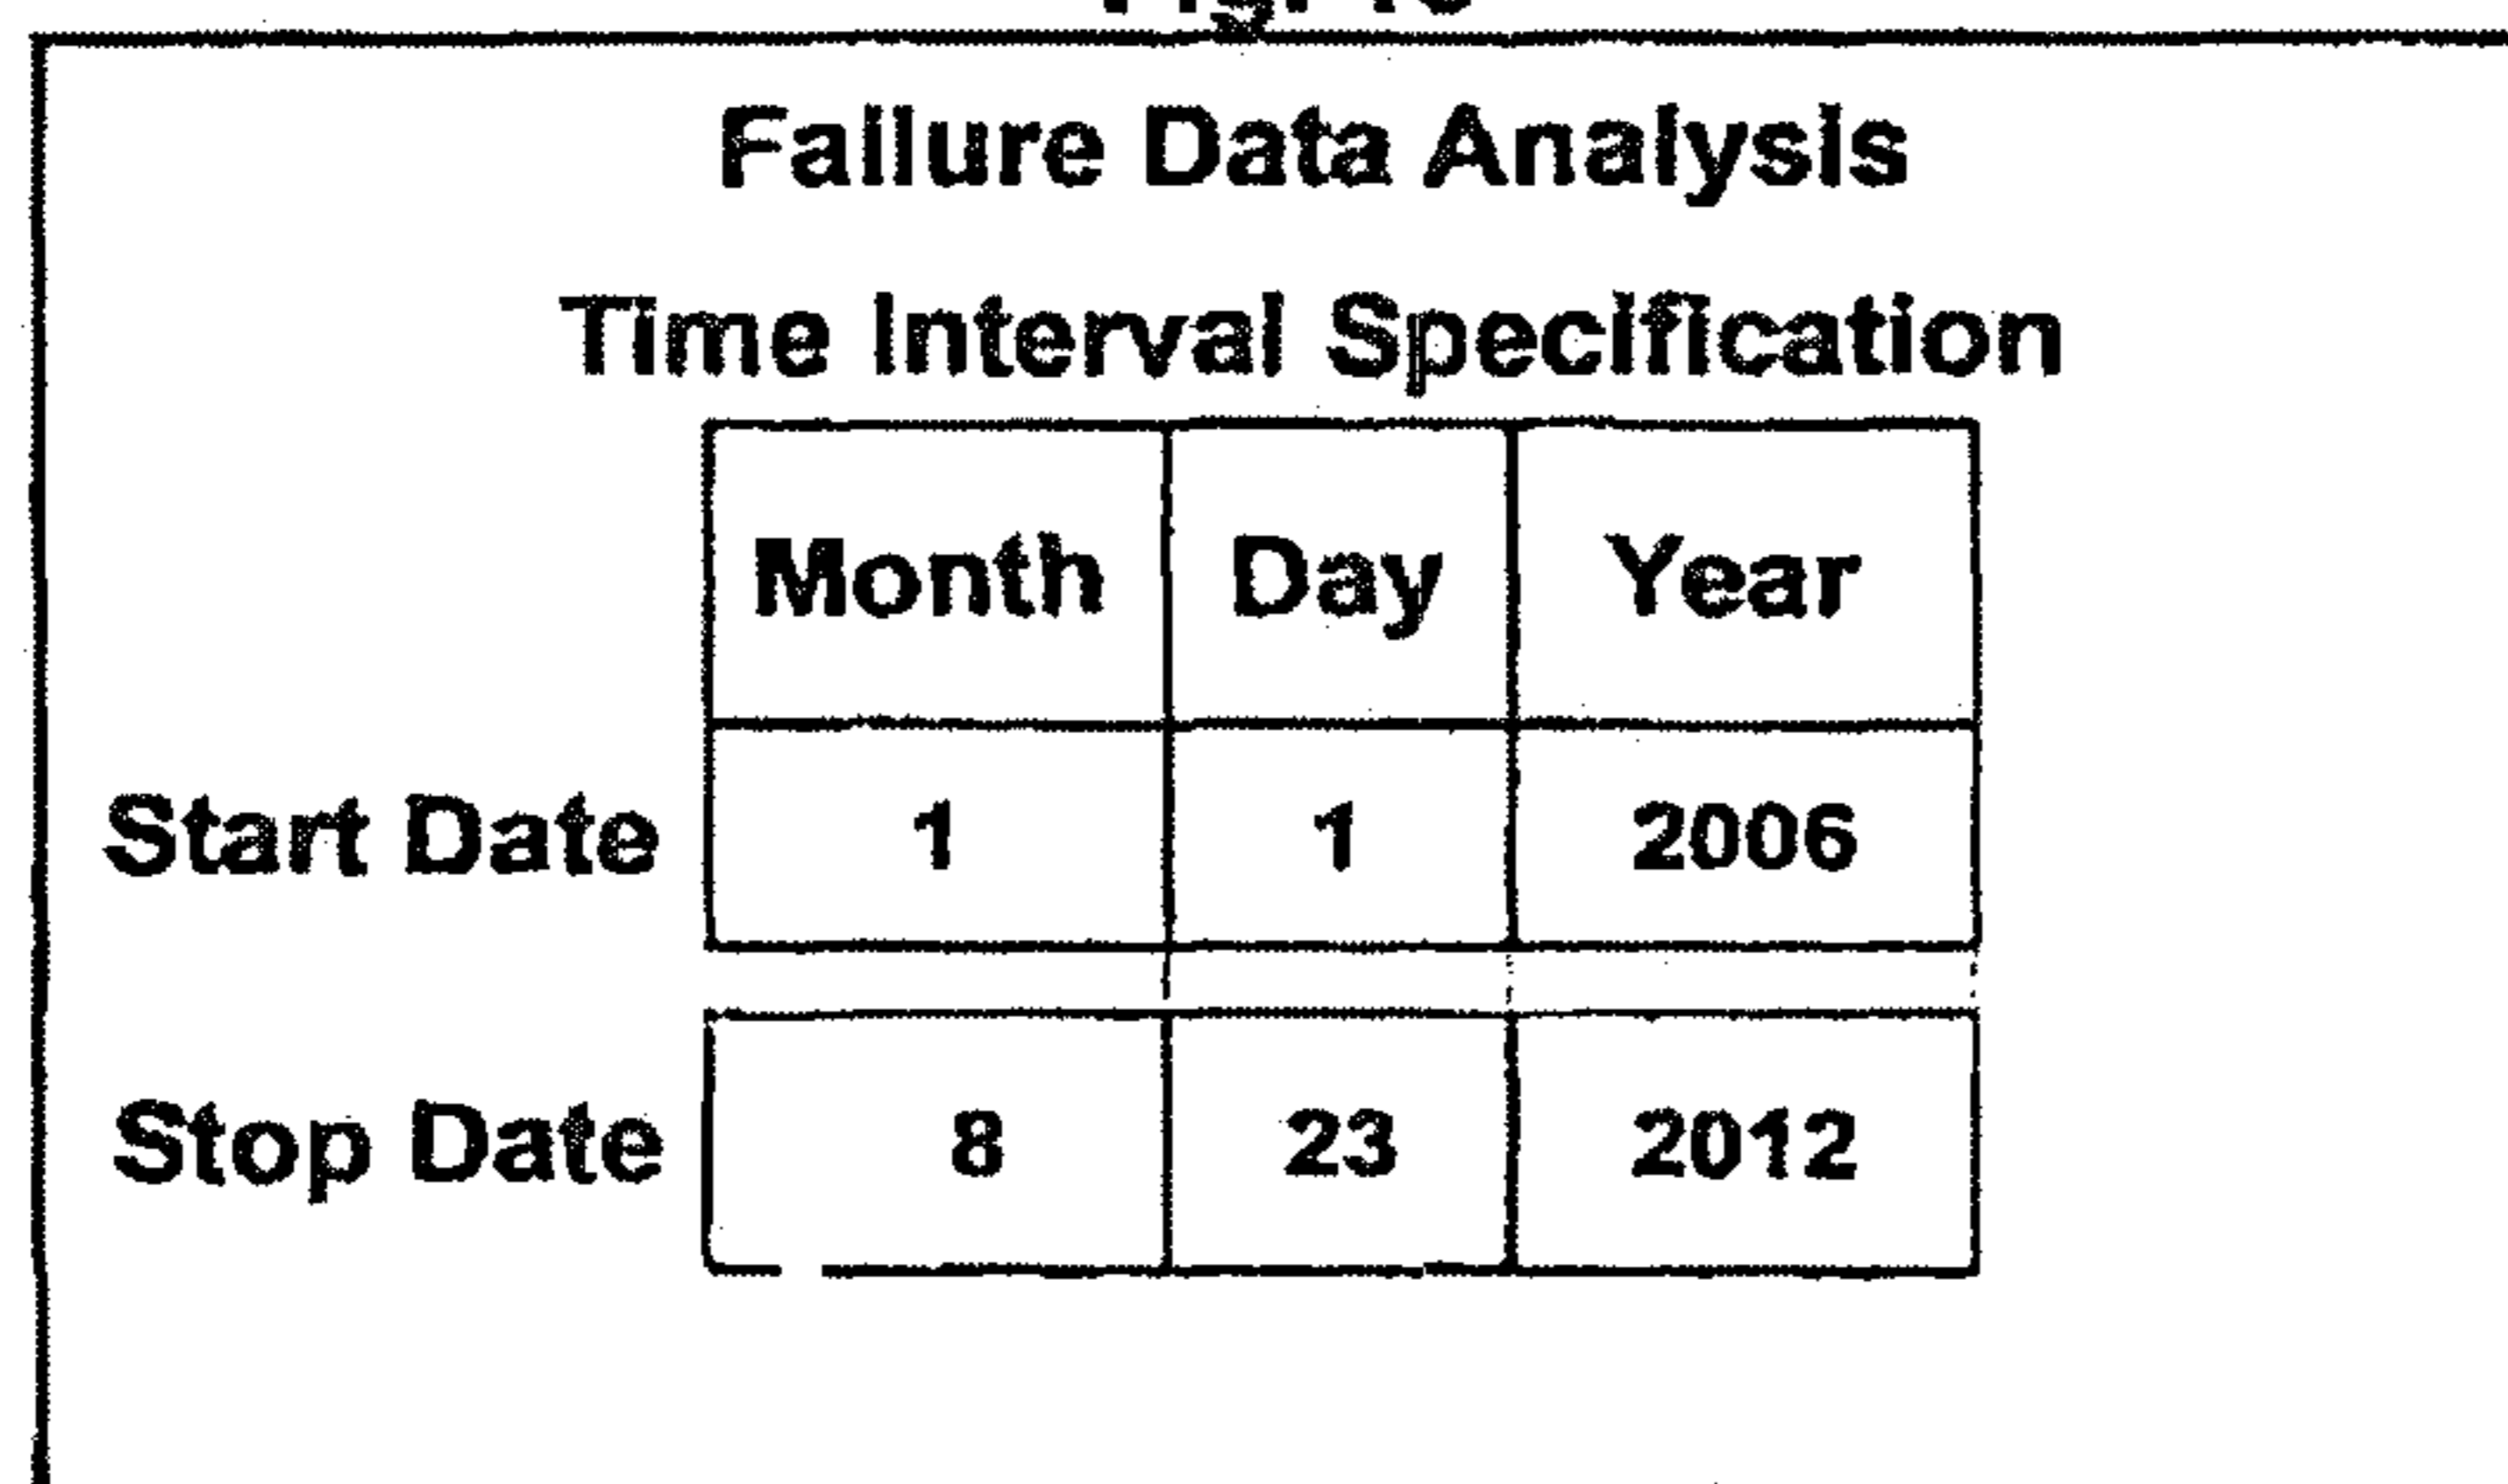 Failure Data Analysis
Time Interval Specification
Month Day Year
Start Date 1 1 2006
Stop Date 8 23 2012